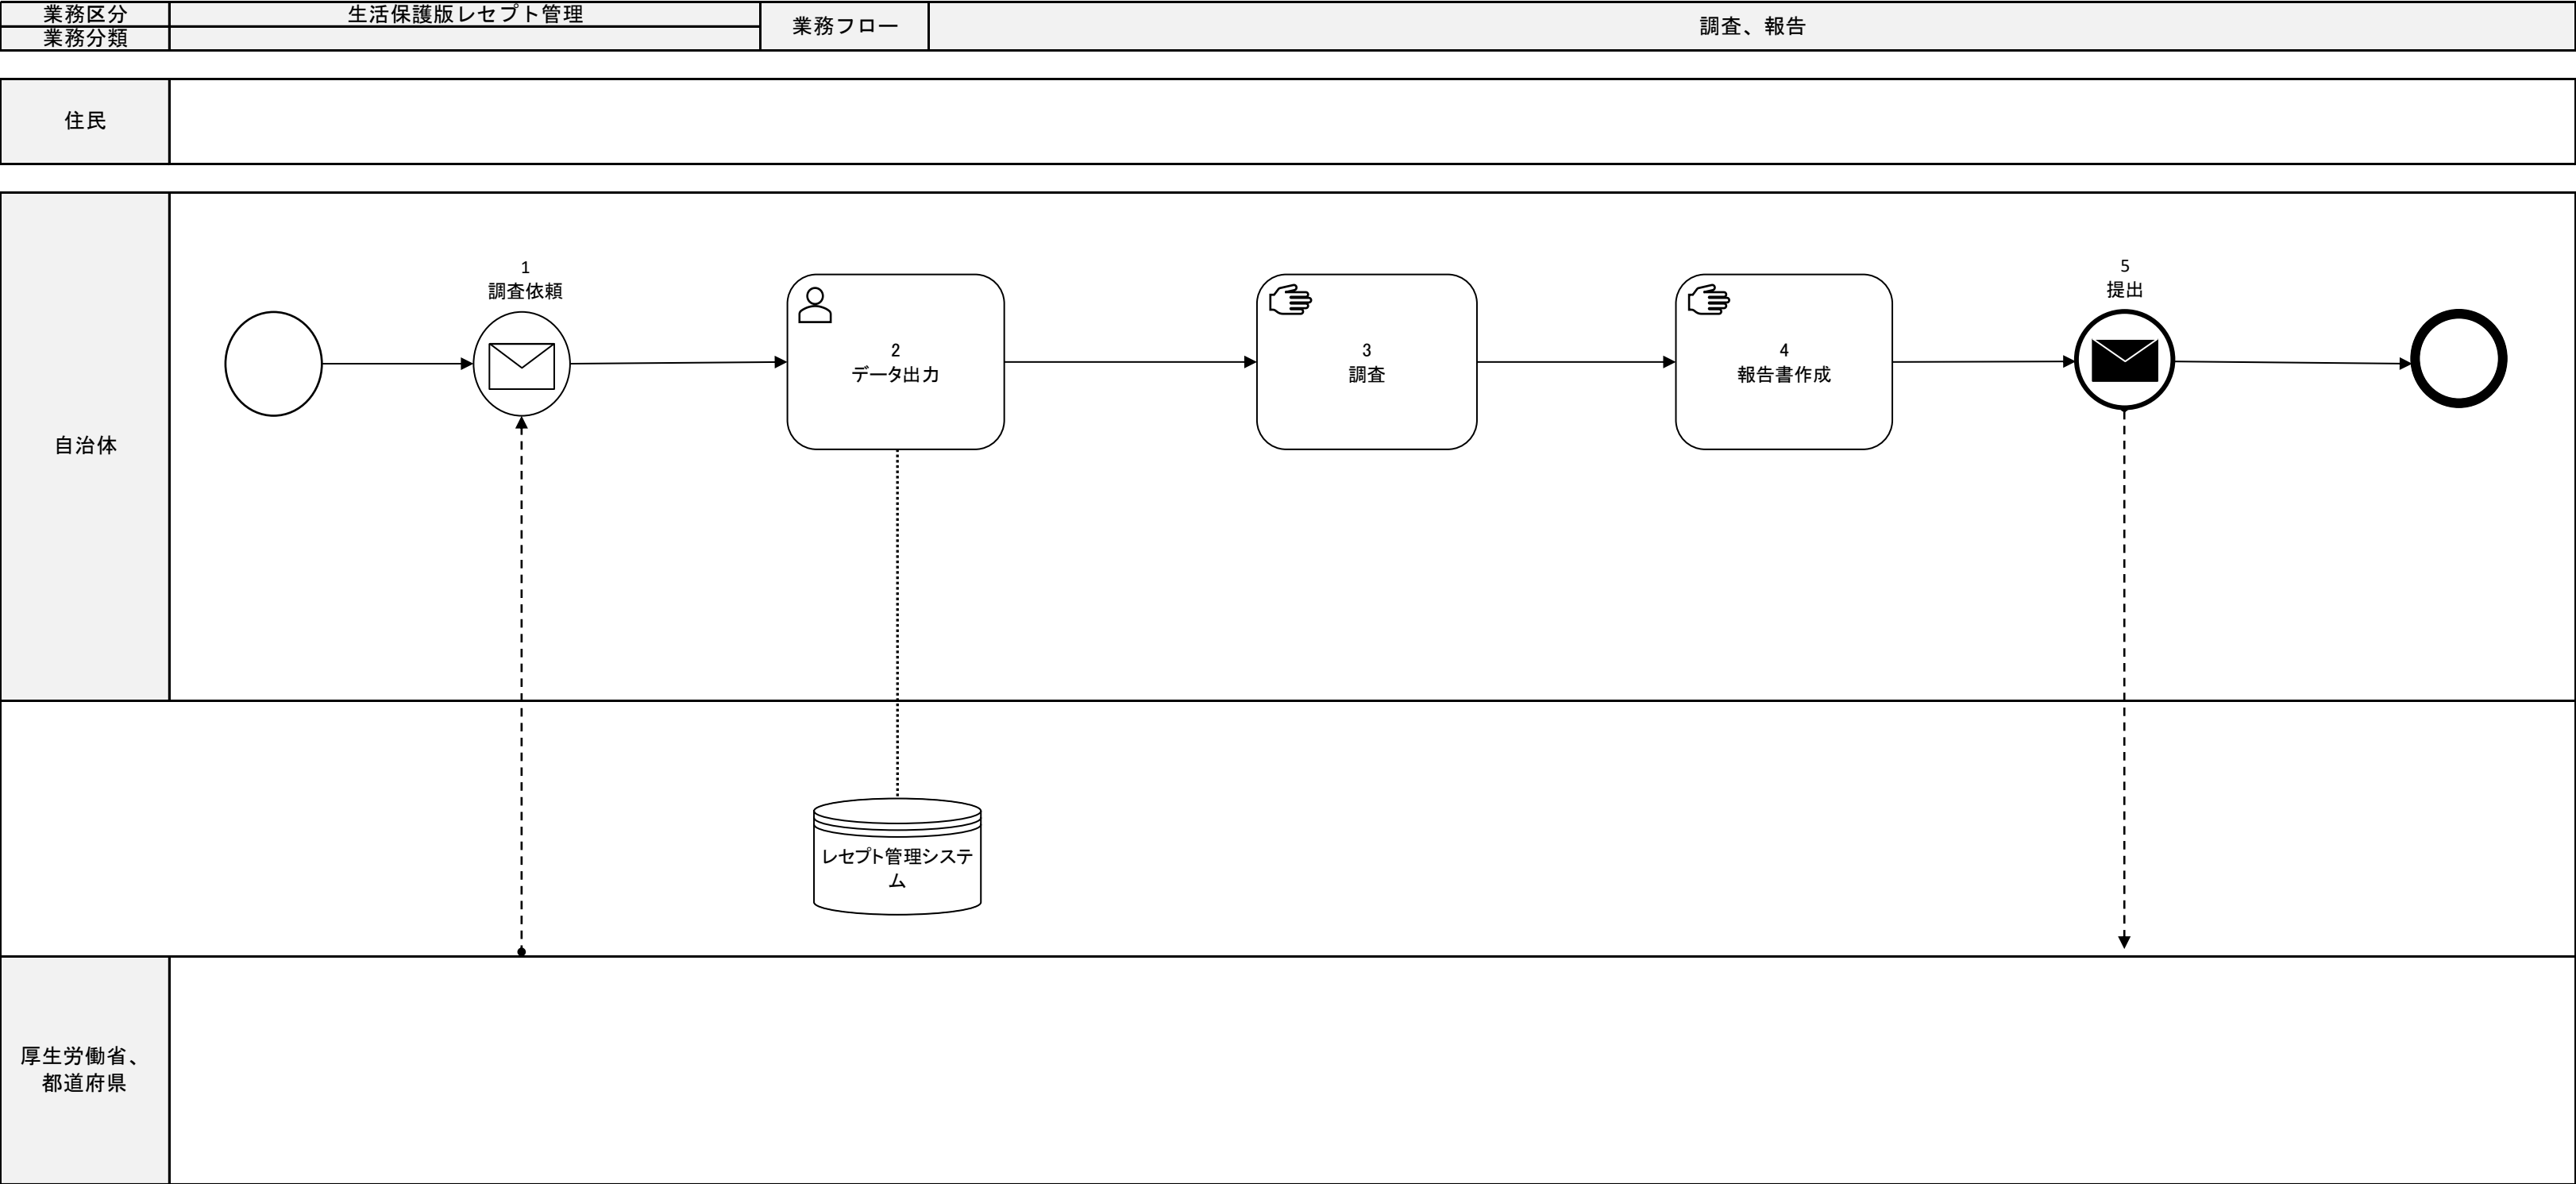 業務区分
生活保護版レセプト管理
業務分類
業務フロー
調査、報告
住民
自治体
1
調査依頼
2
データ出力
3
調査
4
報告書作成
5
提出
レセプト管理システ
ム
厚生労働省、
都道府県